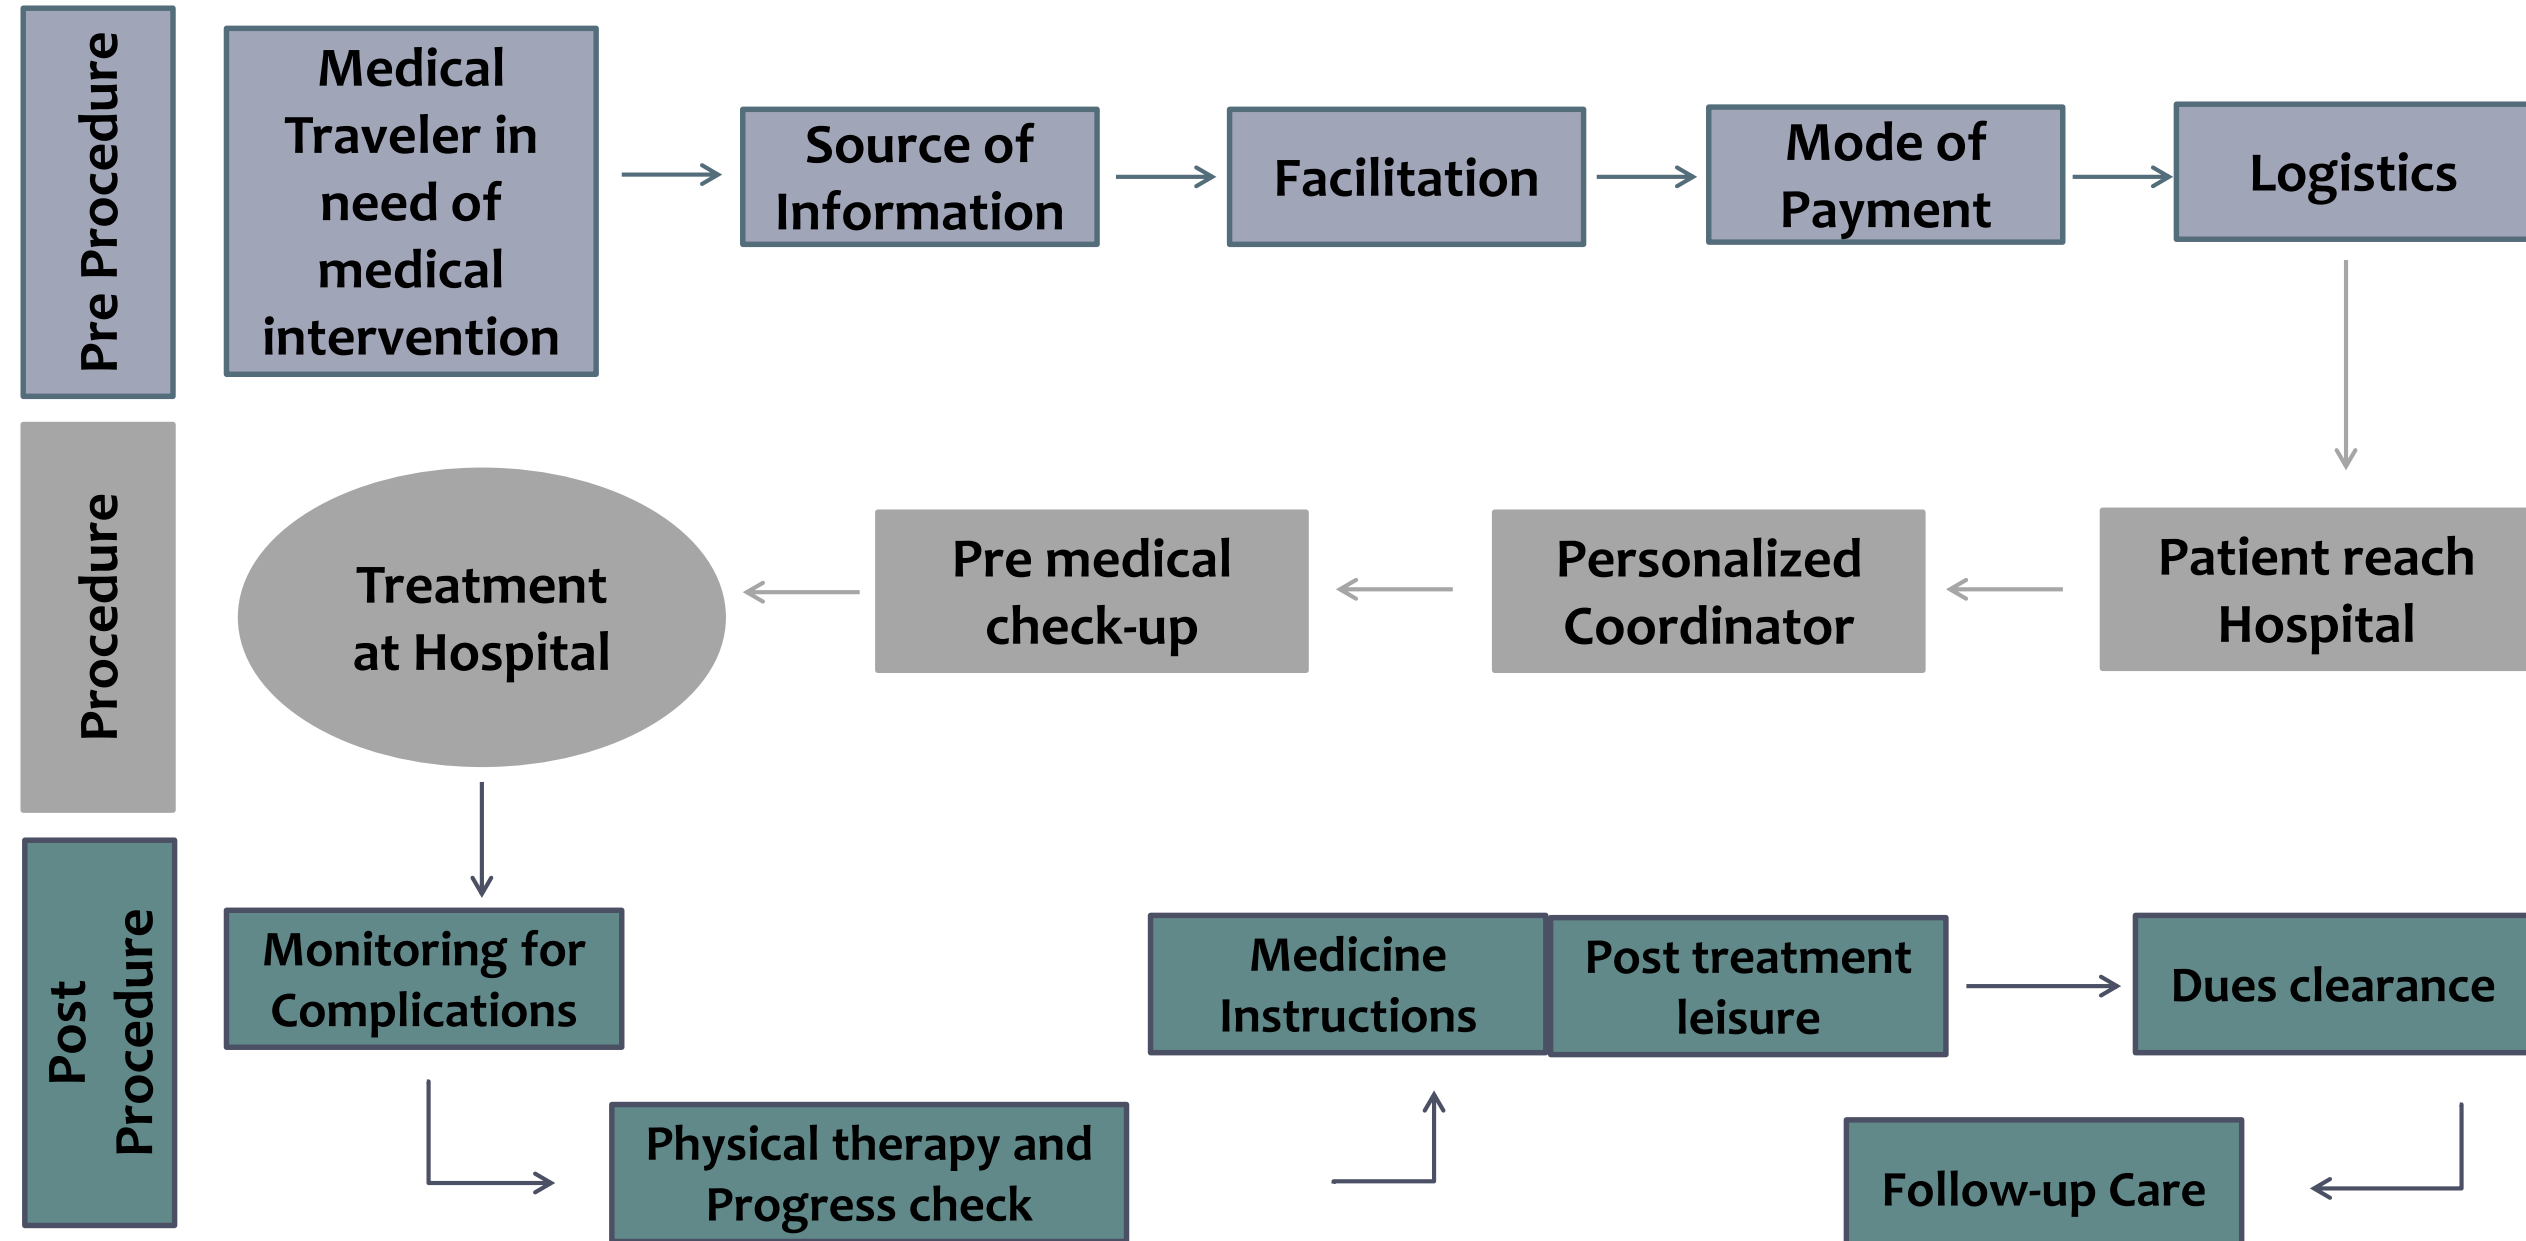 Pre Procedure
Medical
Traveler in
need of
medical
intervention
Source of
Information
Facilitation
Mode of
Payment
Logistics
Procedure
Patient reach
Hospital
Personalized
Coordinator
Pre medical
check-up
Treatment
at Hospital
Post
Procedure
Monitoring for
Complications
Physical therapy and
Progress check
Medicine
Instructions
Post treatment
leisure
Dues clearance
Follow-up Care